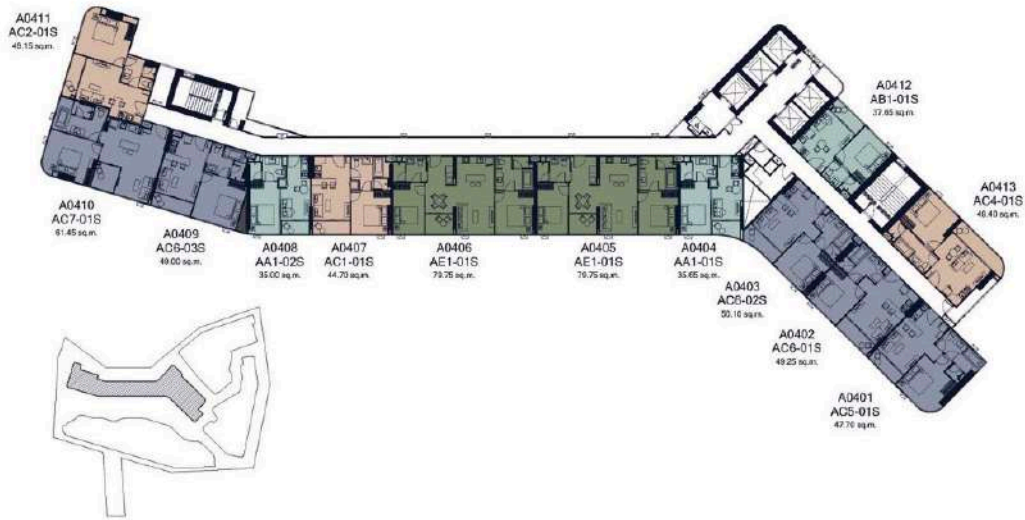 A0411
AC2-01S
49.15 sq.m.
A0412
AB1-01S
37.65 sq.m.
A0413
AC4-01S
46.40 sq.m.
A0410
AC7-01S
61.45 sq.m.
A0409
AC6-03S
49.00 sq.m.
A0408
AA1-02S
35.00 sq.m.
A0407
AC1-01S
44.70 sq.m.
A0406
AE1-01S
79.75 sq.m.
A0405
AE1-01S
79.75 sq.m.
A0404
AA1-01S
35.65 sq.m.
A0403
AC6-02S
50.10 sq.m.
A0402
AC6-01S
49.25 sq.m.
A0401
AC5-01S
47.70 sq.m.